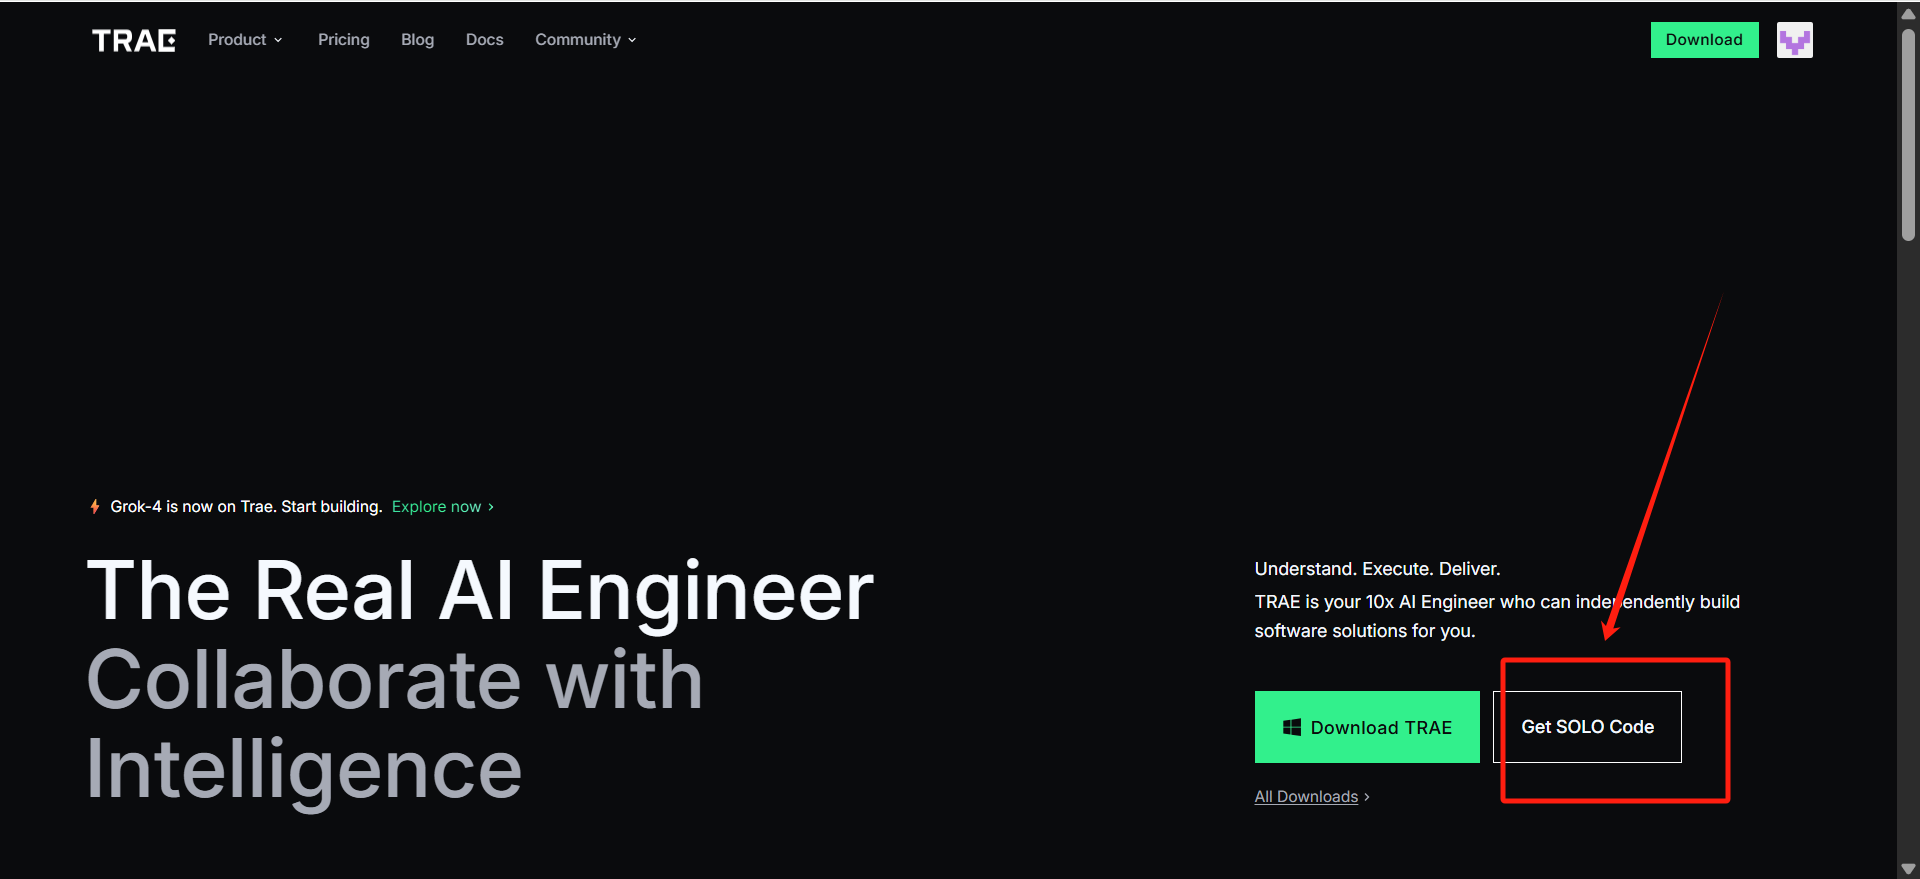 TRAE Product Pricing Blog Docs Community Download
Grok-4 is now on Trae. Start building. Explore now
The Real AI Engineer
Collaborate with
Intelligence
Understand. Execute. Deliver.
TRAE is your 10x AI Engineer who can independently build
software solutions for you.
Download TRAE
Get SOLO Code
All Downloads